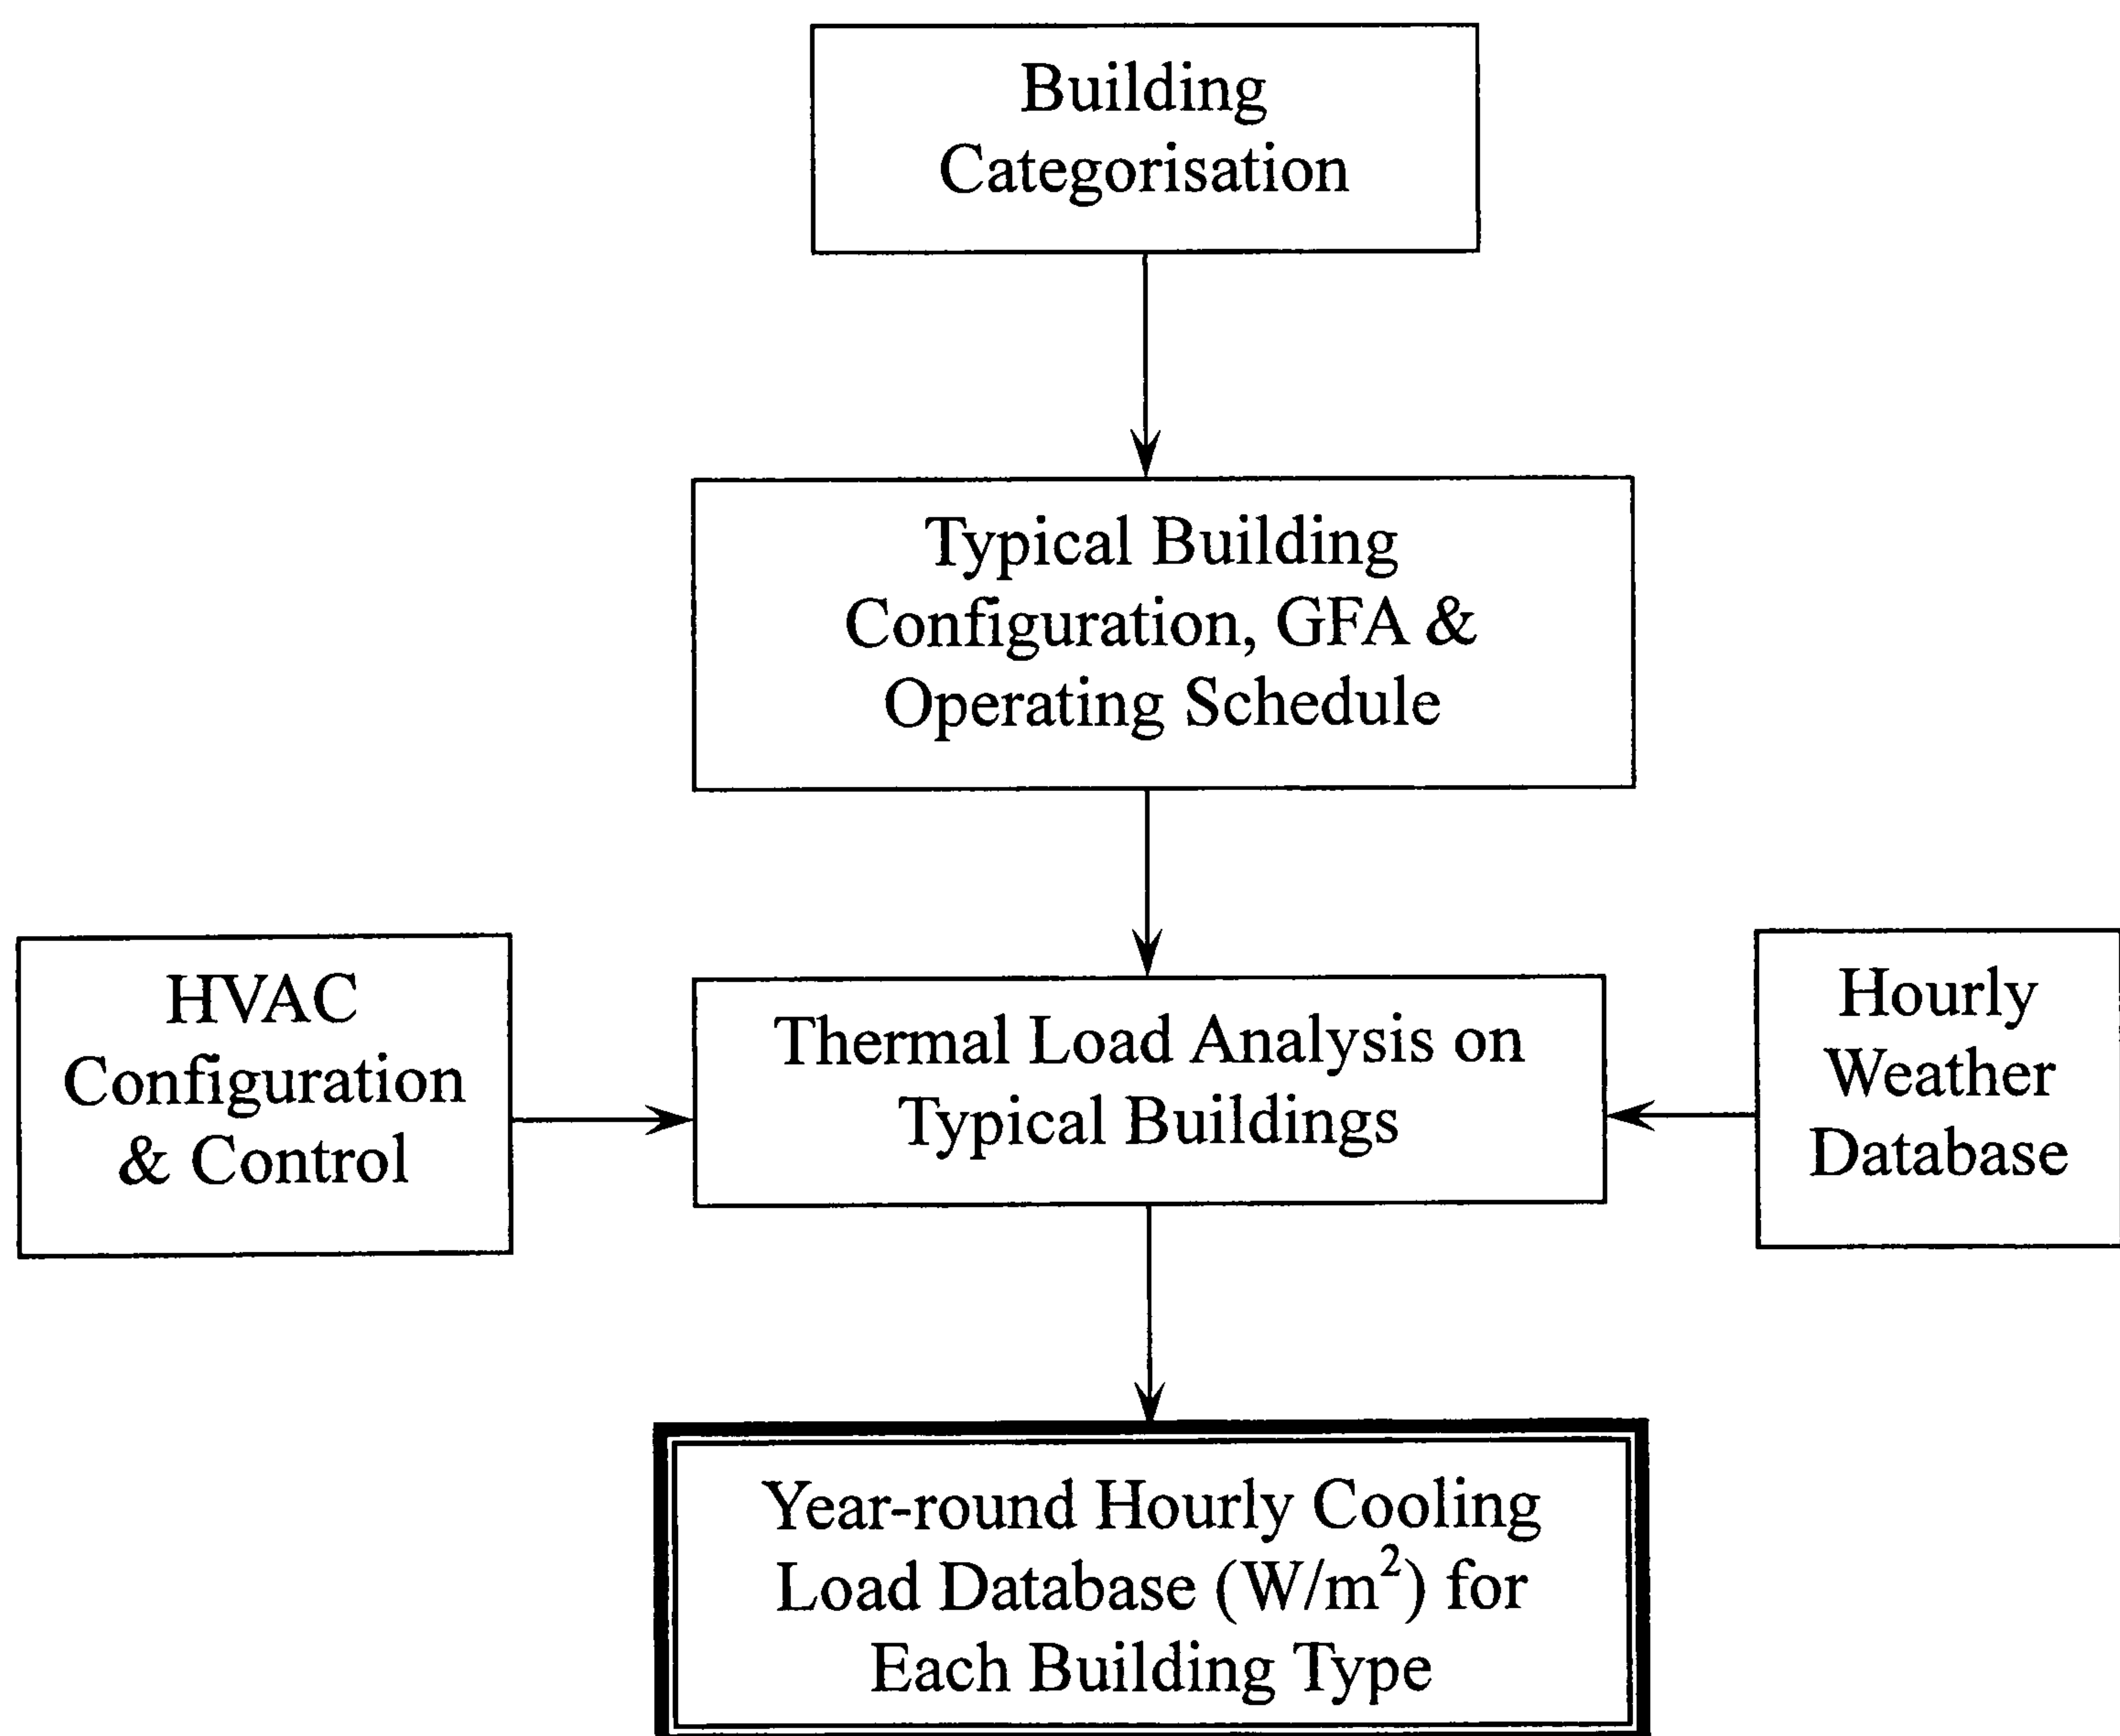 Building
Categorisation
Typical Building
Configuration, GFA &
Operating Schedule
HVAC
Configuration
& Control
Thermal Load Analysis on
Typical Buildings
Hourly
Weather
Database
Year-round Hourly Cooling
Load Database (W/m²) for
Each Building Type